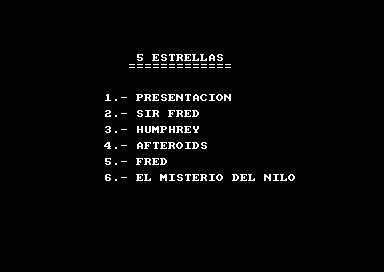 5 ESTRELLAS
=============
1.- PRESENTACION
2.- SIR FRED
3.- HUMPHREY
4.- AFTEROIDS
5.- FRED
6.- EL MISTERIO DEL NILO